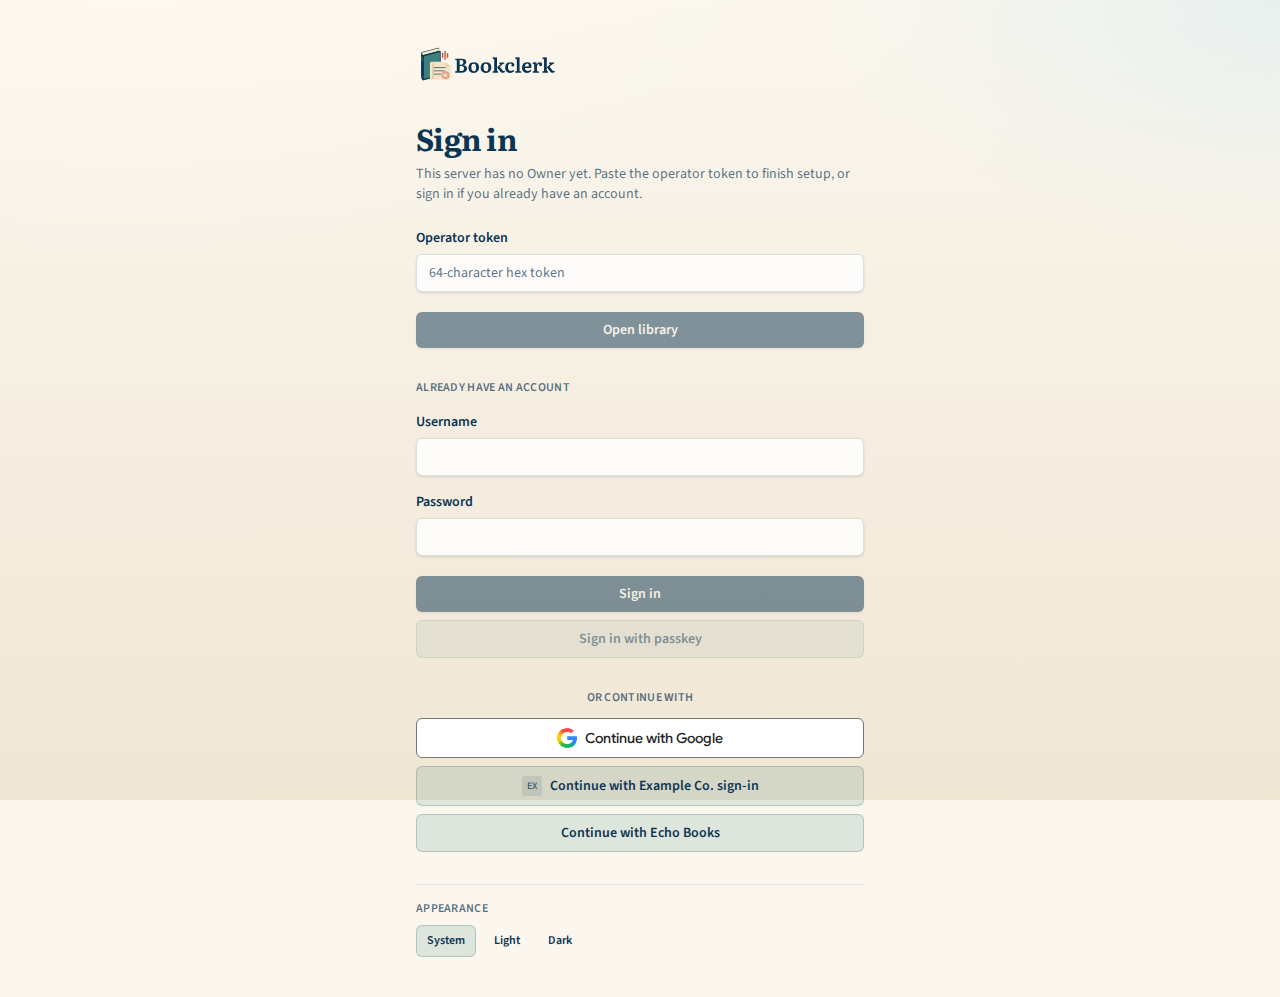 Bookclerk
Sign in
This server has no Owner yet. Paste the operator token to finish setup, or
sign in if you already have an account.
Operator token
64-character hex token
Open library
ALREADY HAVE AN ACCOUNT
Username
Password
Sign in
Sign in with passkey
OR CONTINUE WITH
Continue with Google
EX Continue with Example Co. sign-in
Continue with Echo Books
APPEARANCE
System Light Dark